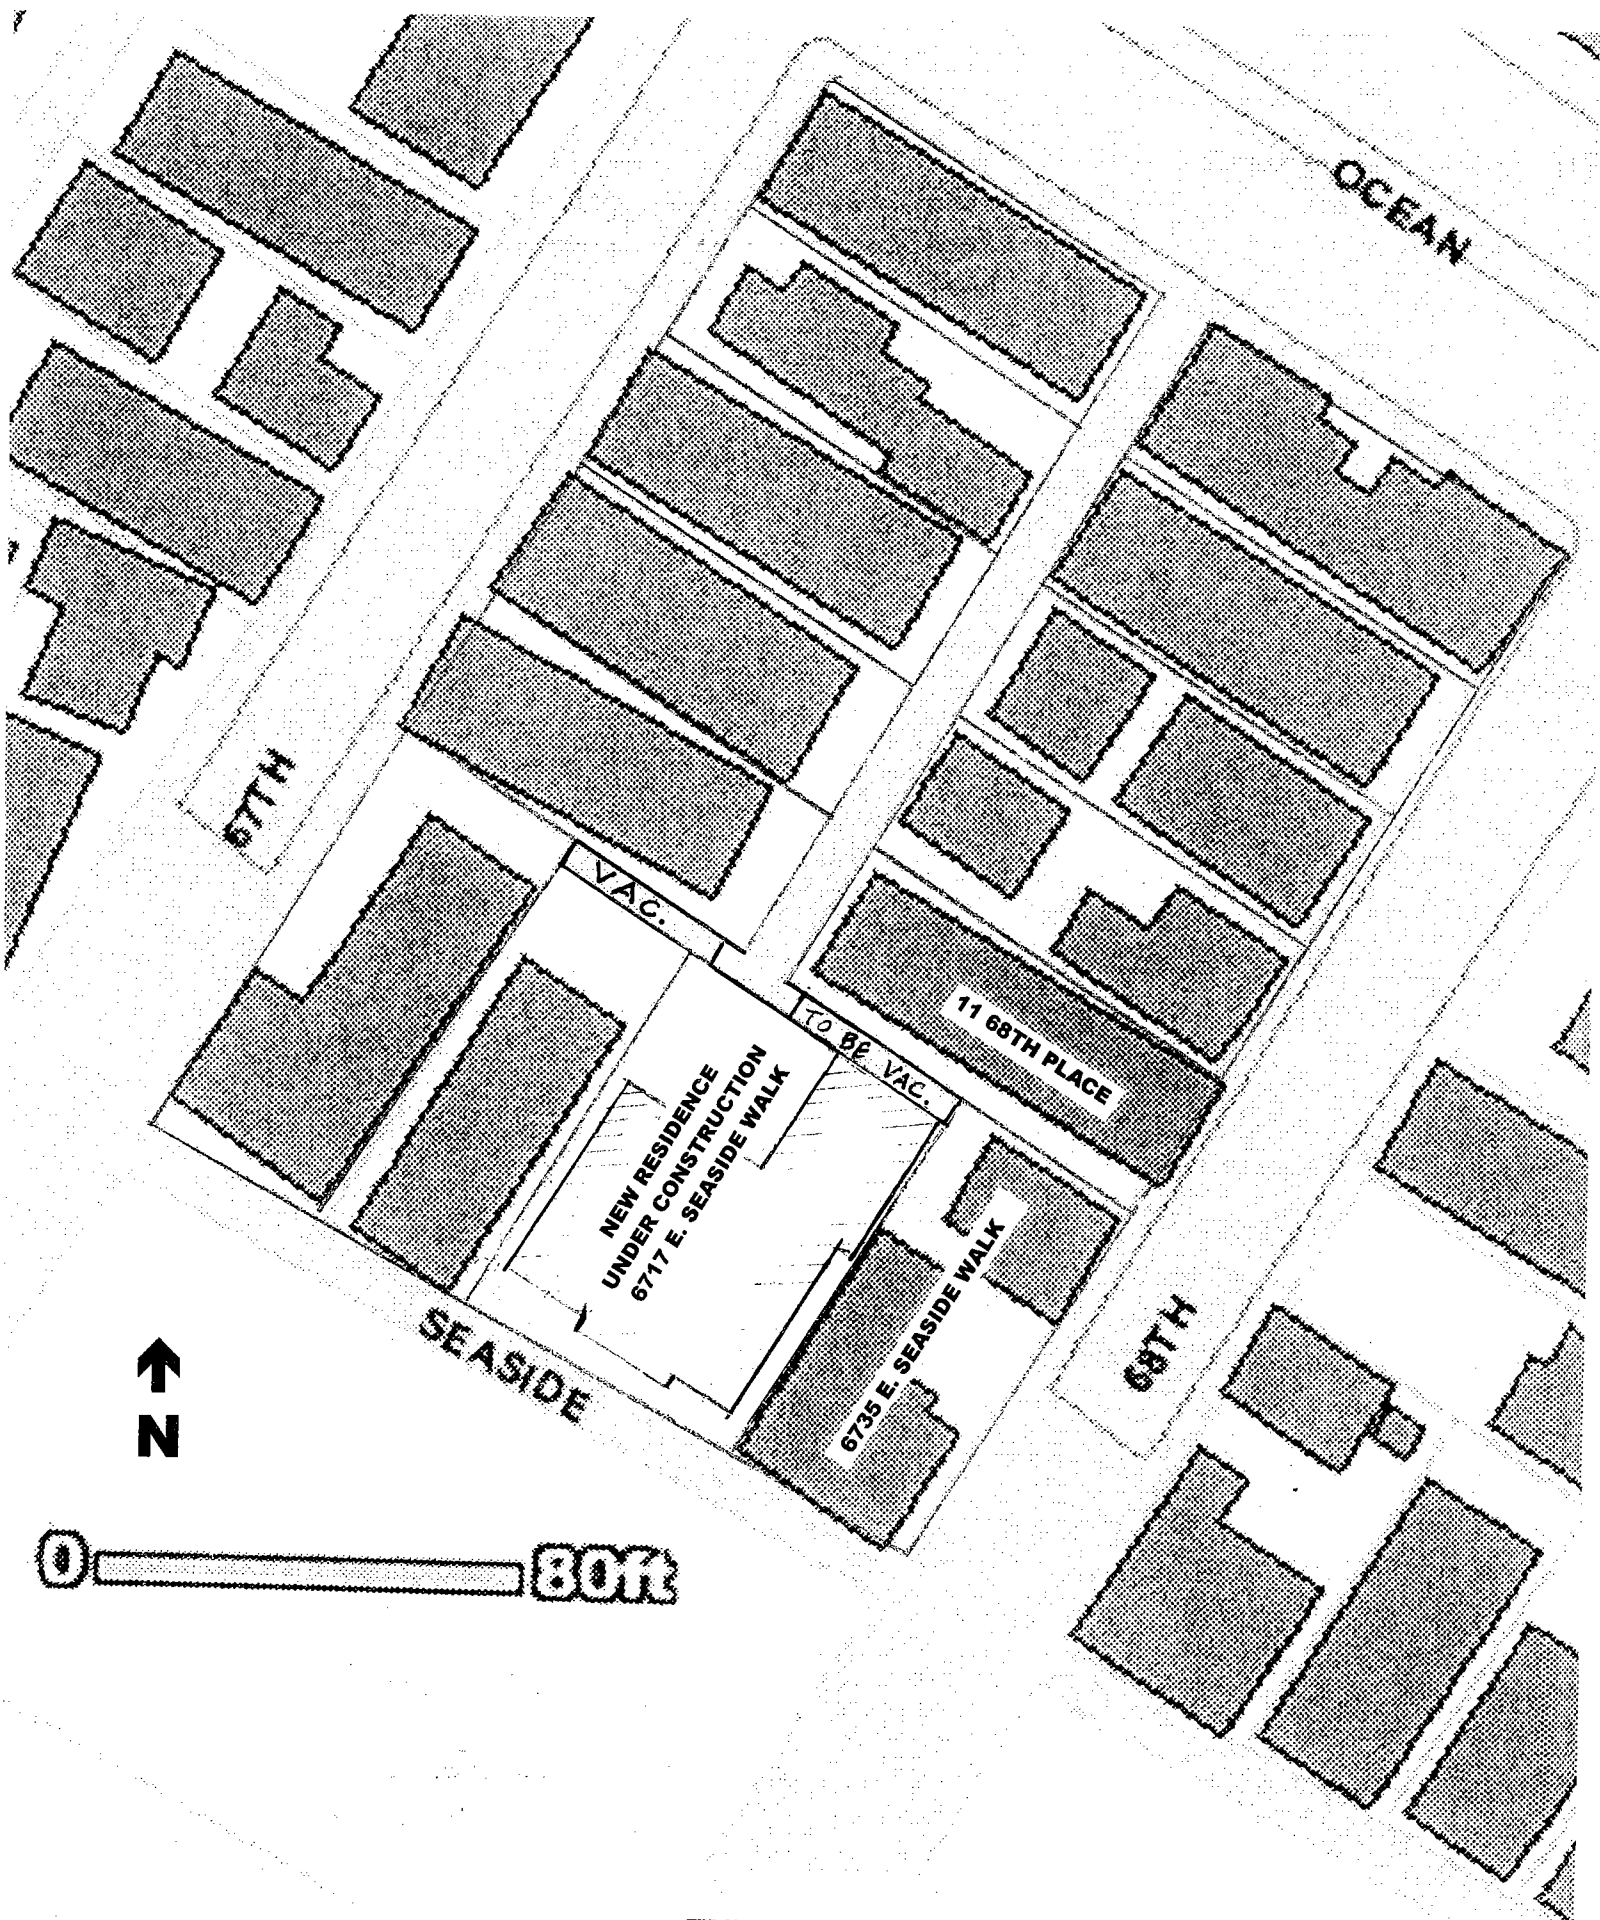 OCEAN
67TH
VAC.
TO BE VAC.
11 68TH PLACE
NEW RESIDENCE
UNDER CONSTRUCTION
6717 E. SEASIDE WALK
6735 E. SEASIDE WALK
68TH
SEASIDE
N
0 80ft